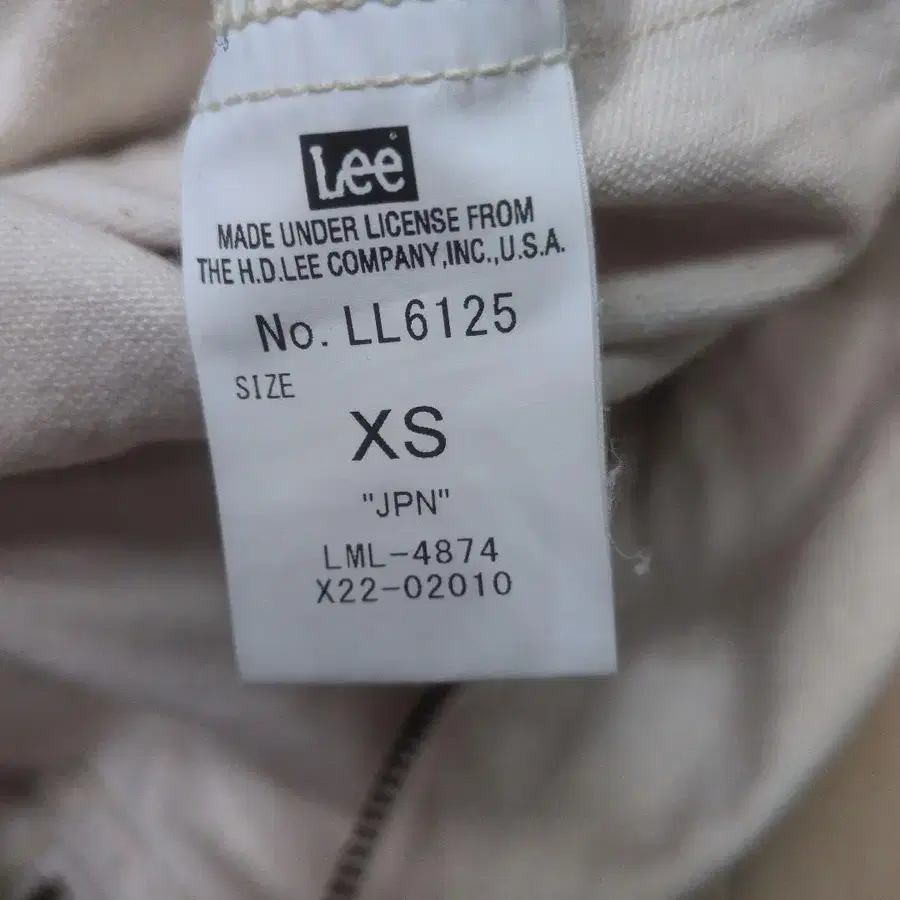 Lee
MADE UNDER LICENSE FROM
THE H.D.LEE COMPANY,INC.,U.S.A.
No. LL6125
SIZE
XS
"JPN"
LML-4874
X22-02010